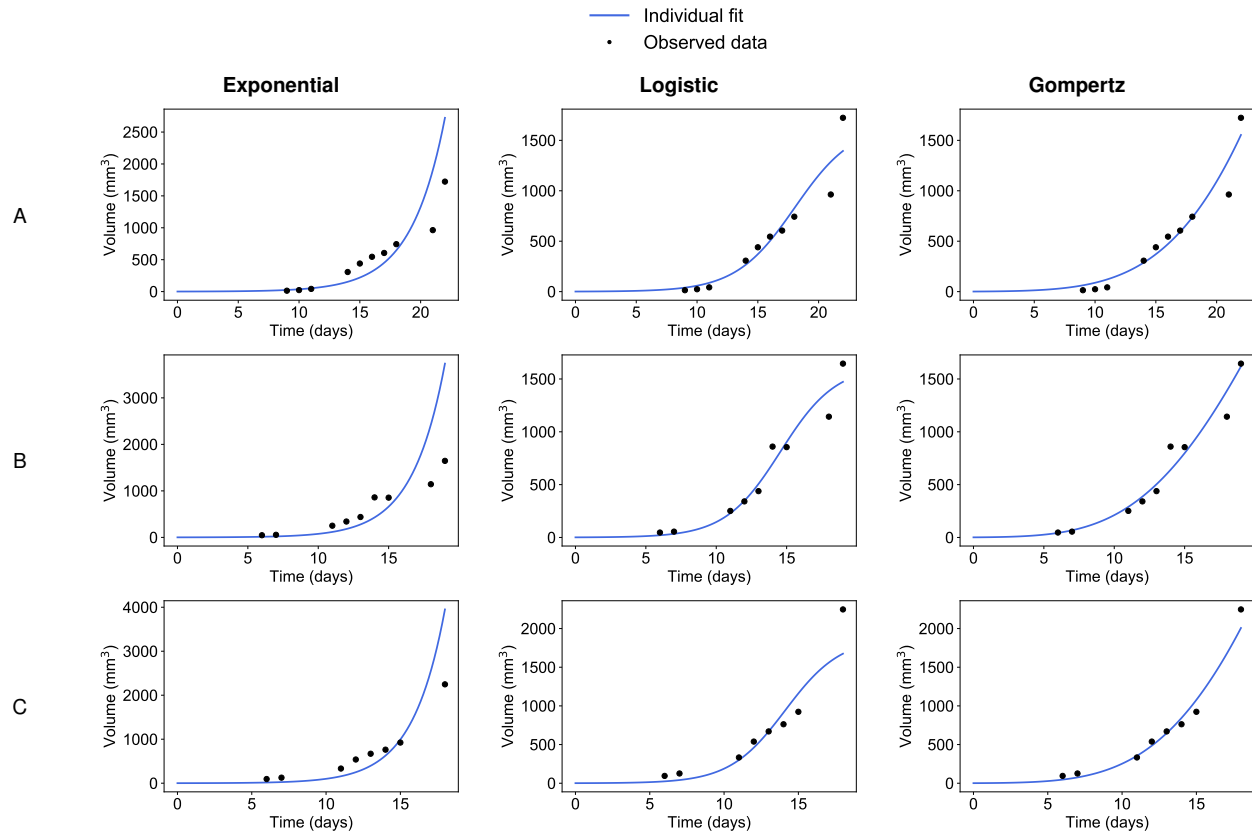 Individual fit
Observed data
Exponential
Logistic
Gompertz
A
Volume (mm³)
2500
2000
1500
1000
500
0
0 5 10 15 20
Time (days)
Volume (mm³)
1500
1000
500
0
0 5 10 15 20
Time (days)
Volume (mm³)
1500
1000
500
0
0 5 10 15 20
Time (days)
B
Volume (mm³)
3000
2000
1000
0
0 5 10 15
Time (days)
Volume (mm³)
1500
1000
500
0
0 5 10 15
Time (days)
Volume (mm³)
1500
1000
500
0
0 5 10 15
Time (days)
C
Volume (mm³)
4000
3000
2000
1000
0
0 5 10 15
Time (days)
Volume (mm³)
2000
1500
1000
500
0
0 5 10 15
Time (days)
Volume (mm³)
2000
1500
1000
500
0
0 5 10 15
Time (days)